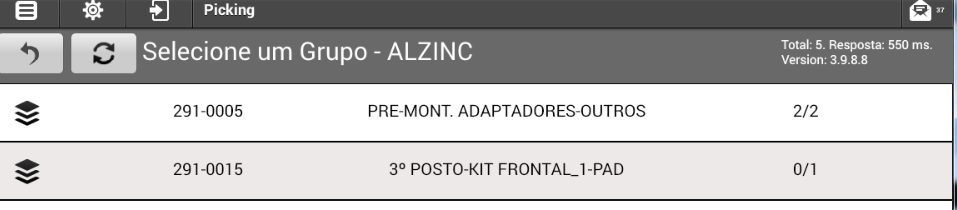 Picking
37
Selecione um Grupo - ALZINC
Total: 5. Resposta: 550 ms.
Version: 3.9.8.8
291-0005 PRE-MONT. ADAPTADORES-OUTROS 2/2
291-0015 3º POSTO-KIT FRONTAL_1-PAD 0/1